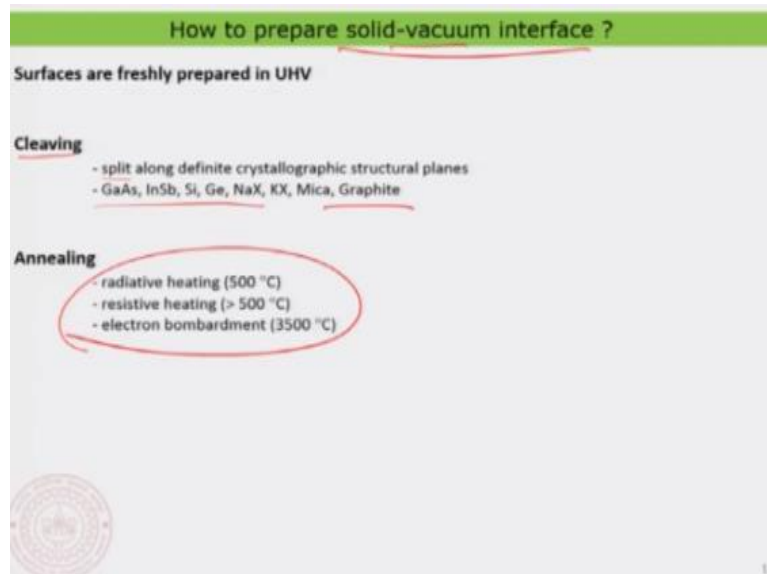 How to prepare solid-vacuum interface ?
Surfaces are freshly prepared in UHV
Cleaving
- split along definite crystallographic structural planes
- GaAs, InSb, Si, Ge, NaX, KX, Mica, Graphite
Annealing
- radiative heating (500 °C)
- resistive heating (> 500 °C)
- electron bombardment (3500 °C)